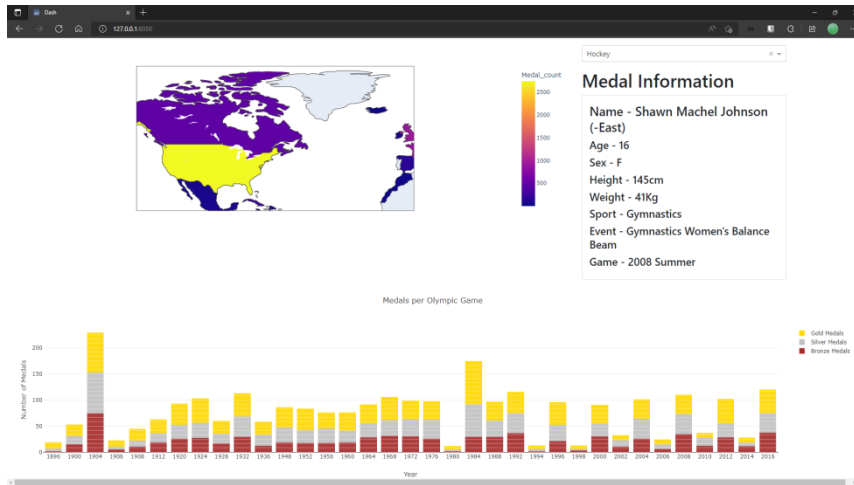 Dash
127.0.0.1:8050
Hockey
Medal_count
2500
2000
1500
1000
500
Medal Information
Name - Shawn Machel Johnson
(-East)
Age - 16
Sex - F
Height - 145cm
Weight - 41Kg
Sport - Gymnastics
Event - Gymnastics Women's Balance
Beam
Game - 2008 Summer
Medals per Olympic Game
Gold Medals
Silver Medals
Bronze Medals
Number of Medals
200
150
100
50
0
1896 1900 1904 1906 1908 1912 1920 1924 1928 1932 1936 1948 1952 1956 1960 1964 1968 1972 1976 1980 1984 1988 1992 1994 1996 1998 2000 2002 2004 2006 2008 2010 2012 2014 2016
Year